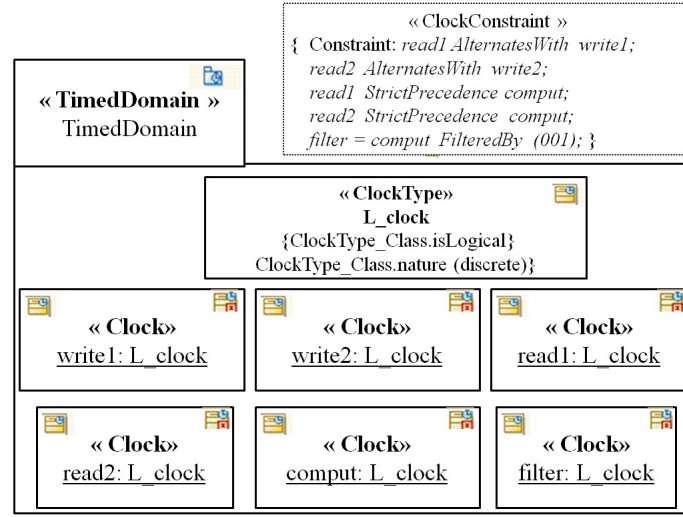 « ClockConstraint »
{ Constraint: read1 AlternatesWith write1;
read2 AlternatesWith write2;
read1 StrictPrecedence comput;
read2 StrictPrecedence comput;
filter = comput FilteredBy (001); }
« TimedDomain »
TimedDomain
« ClockType»
L_clock
{ClockType_Class.isLogical}
ClockType_Class.nature (discrete)}
« Clock»
write1: L_clock
« Clock»
write2: L_clock
« Clock»
read1: L_clock
« Clock»
read2: L_clock
« Clock»
comput: L_clock
« Clock»
filter: L_clock